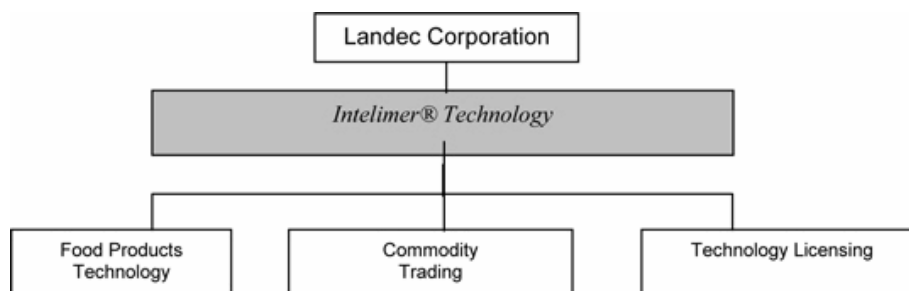 Landec Corporation
Intelimer® Technology
Food Products
Technology
Commodity
Trading
Technology Licensing